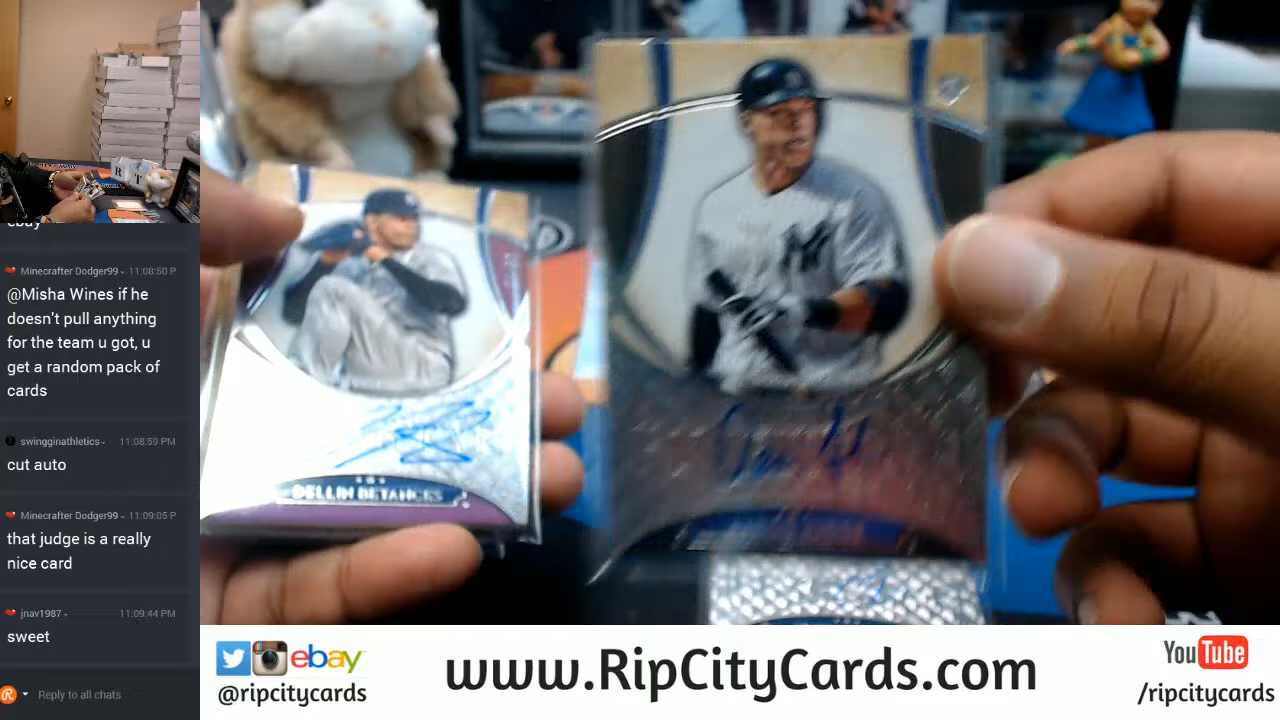 ebay
Minecrafter Dodger99 - 11:08:50 P
@Misha Wines if he
doesn't pull anything
for the team u got, u
get a random pack of
cards
swingginathletics - 11:08:59 PM
cut auto
Minecrafter Dodger99 - 11:09:05 P
that judge is a really
nice card
jnav1987 - 11:09:44 PM
sweet
Reply to all chats
DELLIN BETANCES
NY
ebay
@ripcitycards
www.RipCityCards.com
YouTube
/ripcitycards